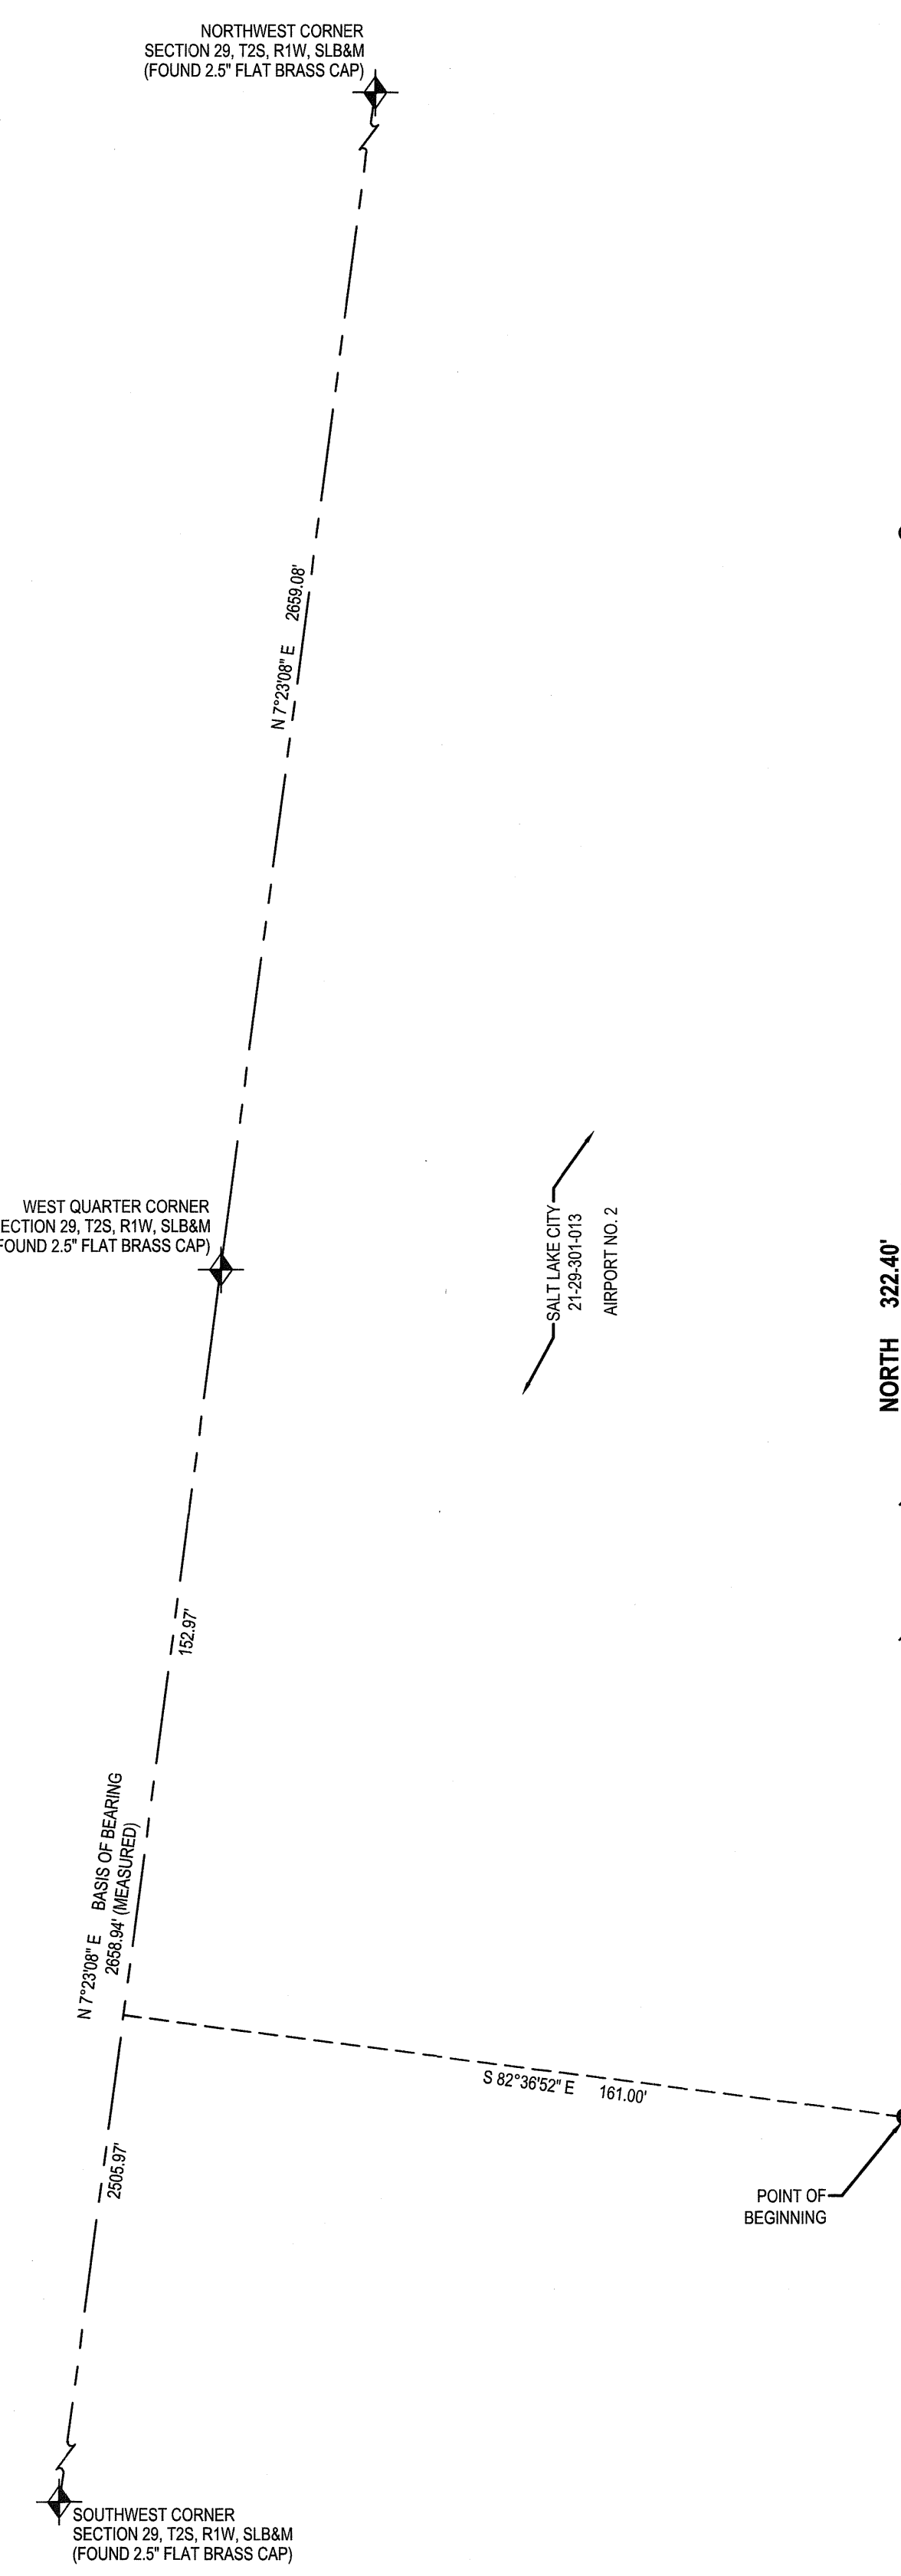 NORTHWEST CORNER
SECTION 29, T2S, R1W, SLB&M
(FOUND 2.5" FLAT BRASS CAP)
N 7°23'08" E 2659.08'
WEST QUARTER CORNER
ECTION 29, T2S, R1W, SLB&M
FOUND 2.5" FLAT BRASS CAP)
SALT LAKE CITY
21-29-301-013
AIRPORT NO. 2
NORTH 322.40'
152.97'
N 7°23'08" E BASIS OF BEARING
2658.94' (MEASURED)
S 82°36'52" E 161.00'
2505.97'
POINT OF
BEGINNING
SOUTHWEST CORNER
SECTION 29, T2S, R1W, SLB&M
(FOUND 2.5" FLAT BRASS CAP)